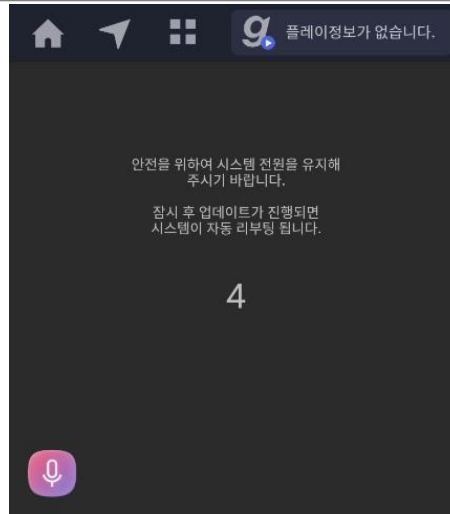 플레이정보가 없습니다.
안전을 위하여 시스템 전원을 유지해
주시기 바랍니다.
잠시 후 업데이트가 진행되면
시스템이 자동 리부팅 됩니다.
4